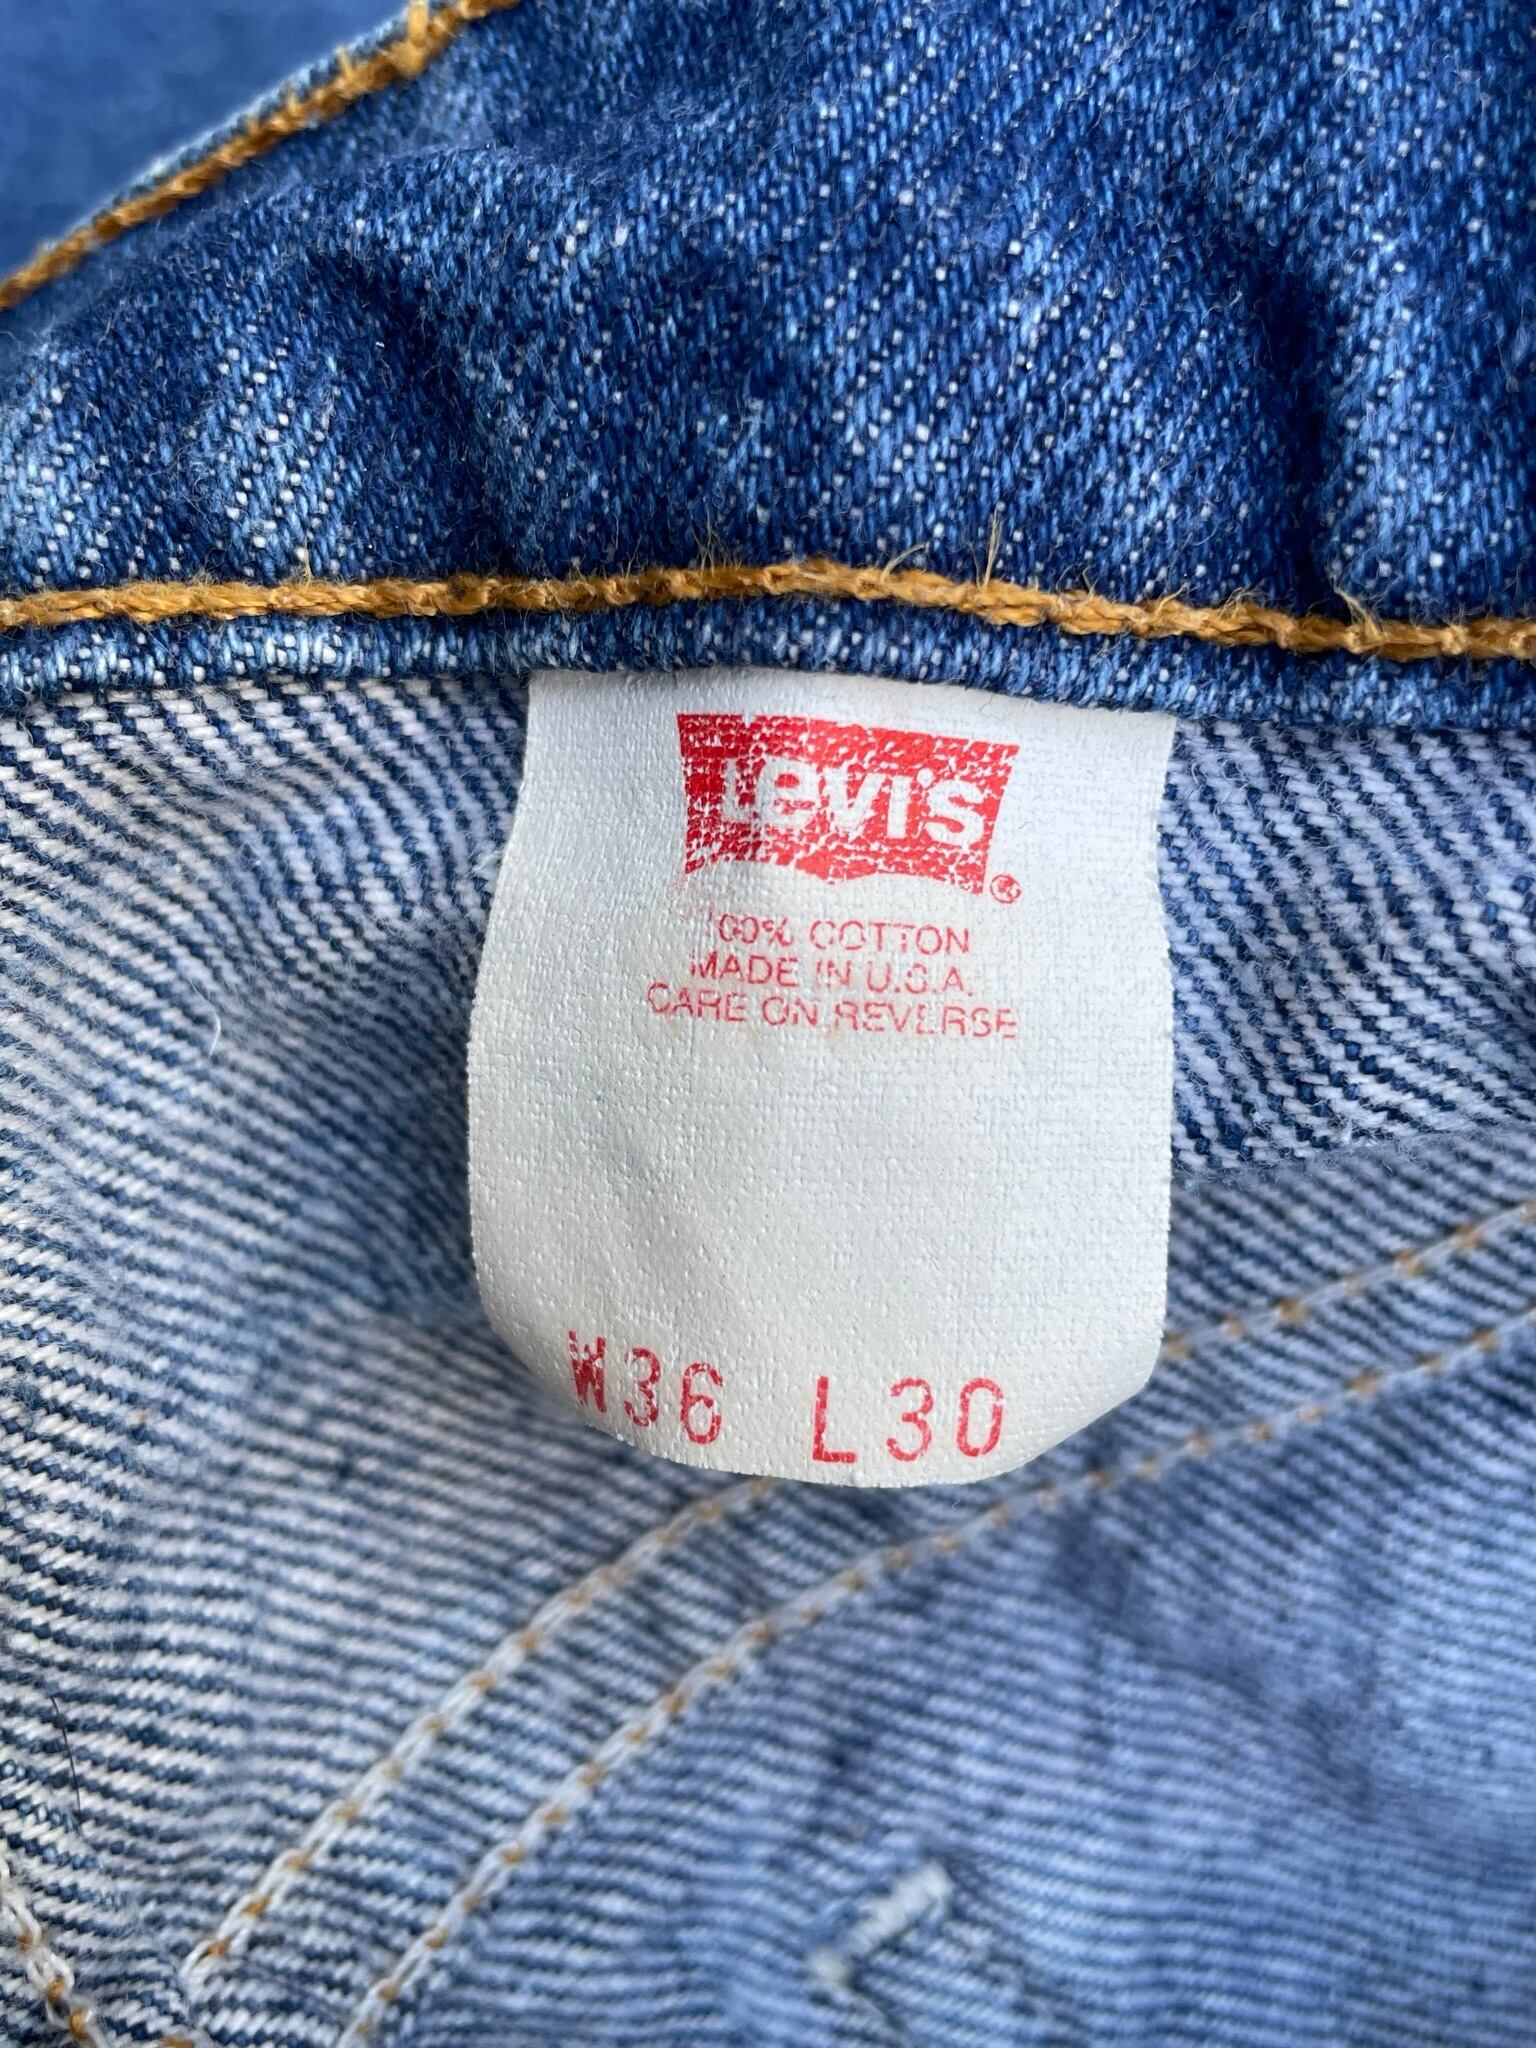 Levi's ®
100% COTTON
MADE IN U.S.A.
CARE ON REVERSE
W36 L30